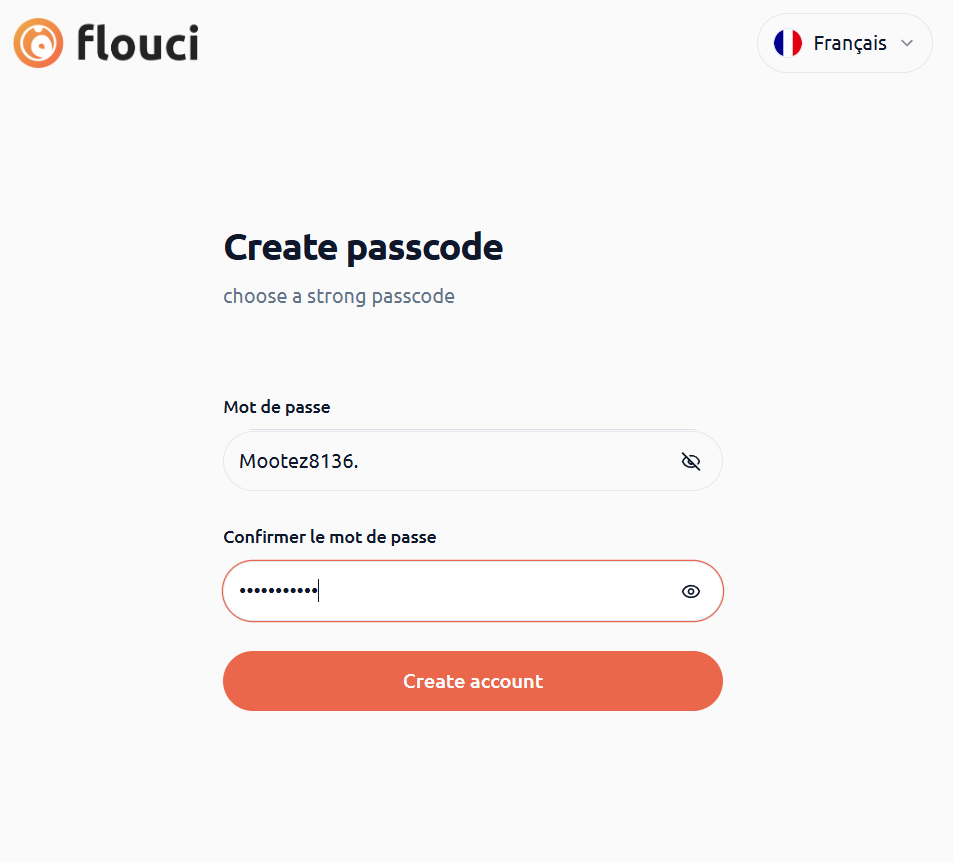 flouci
Français
Create passcode
choose a strong passcode
Mot de passe
Mootez8136.
Confirmer le mot de passe
•••••••••••
Create account